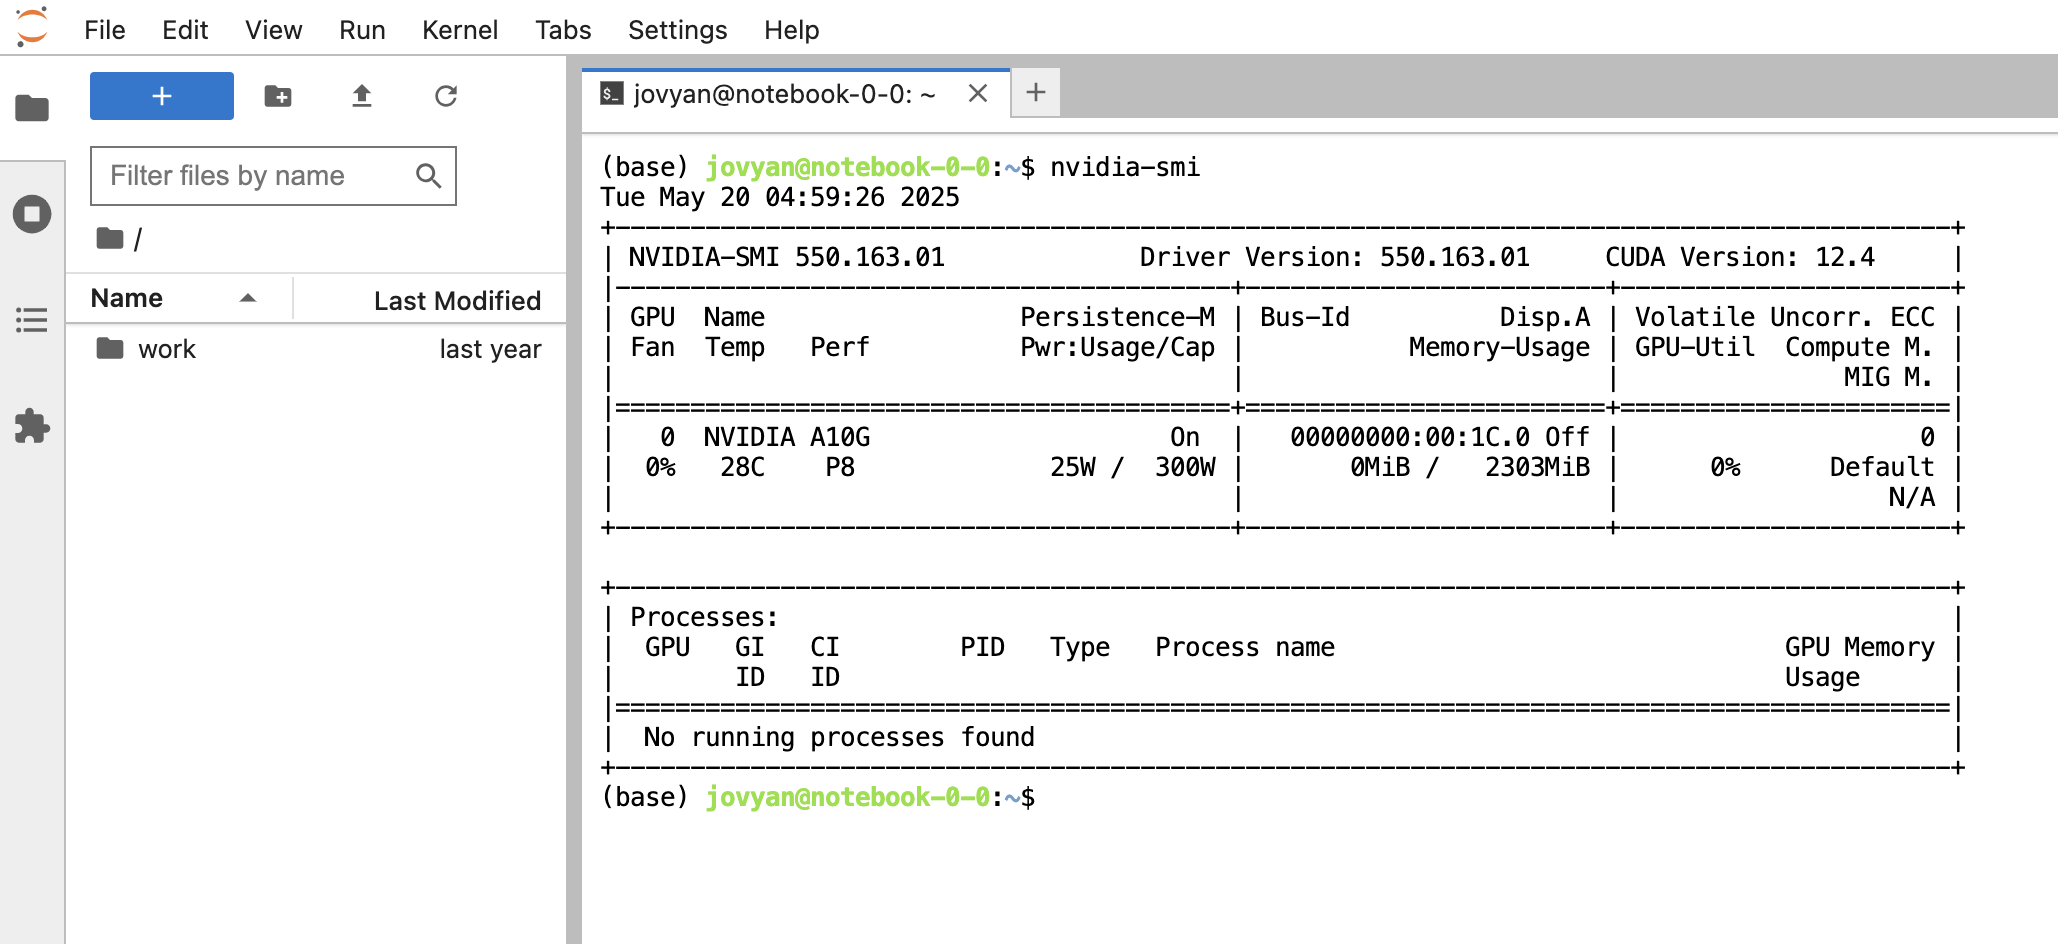 File Edit View Run Kernel Tabs Settings Help
+
Filter files by name
/
Name Last Modified
work last year
$_ jovyan@notebook-0-0: ~ × +
(base) jovyan@notebook-0-0:~$ nvidia-smi
Tue May 20 04:59:26 2025
+-----------------------------------------------------------------------------------------+
| NVIDIA-SMI 550.163.01             Driver Version: 550.163.01     CUDA Version: 12.4     |
|-----------------------------------------+------------------------+----------------------+
| GPU  Name                 Persistence-M | Bus-Id          Disp.A | Volatile Uncorr. ECC |
| Fan  Temp   Perf          Pwr:Usage/Cap |           Memory-Usage | GPU-Util  Compute M. |
|                                         |                        |               MIG M. |
|=========================================+========================+======================|
|   0  NVIDIA A10G                    On  |   00000000:00:1C.0 Off |                    0 |
|  0%   28C    P8              25W /  300W |       0MiB /   2303MiB |      0%      Default |
|                                         |                        |                  N/A |
+-----------------------------------------+------------------------+----------------------+
+-----------------------------------------------------------------------------------------+
| Processes:                                                                              |
|  GPU   GI   CI        PID   Type   Process name                              GPU Memory |
|        ID   ID                                                               Usage      |
|=========================================================================================|
|  No running processes found                                                             |
+-----------------------------------------------------------------------------------------+
(base) jovyan@notebook-0-0:~$